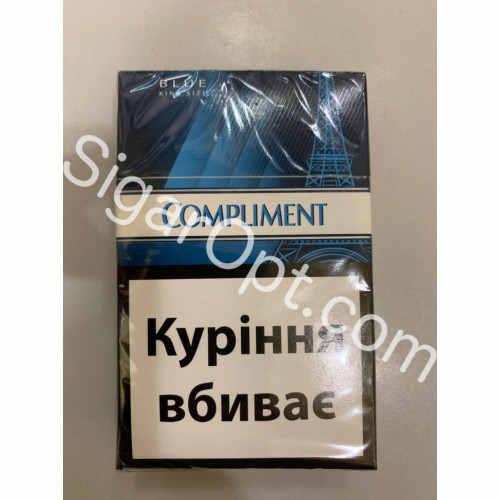 BLUE
KING SIZE
COMPLIMENT
Куріння
вбиває
SigarOpt.com